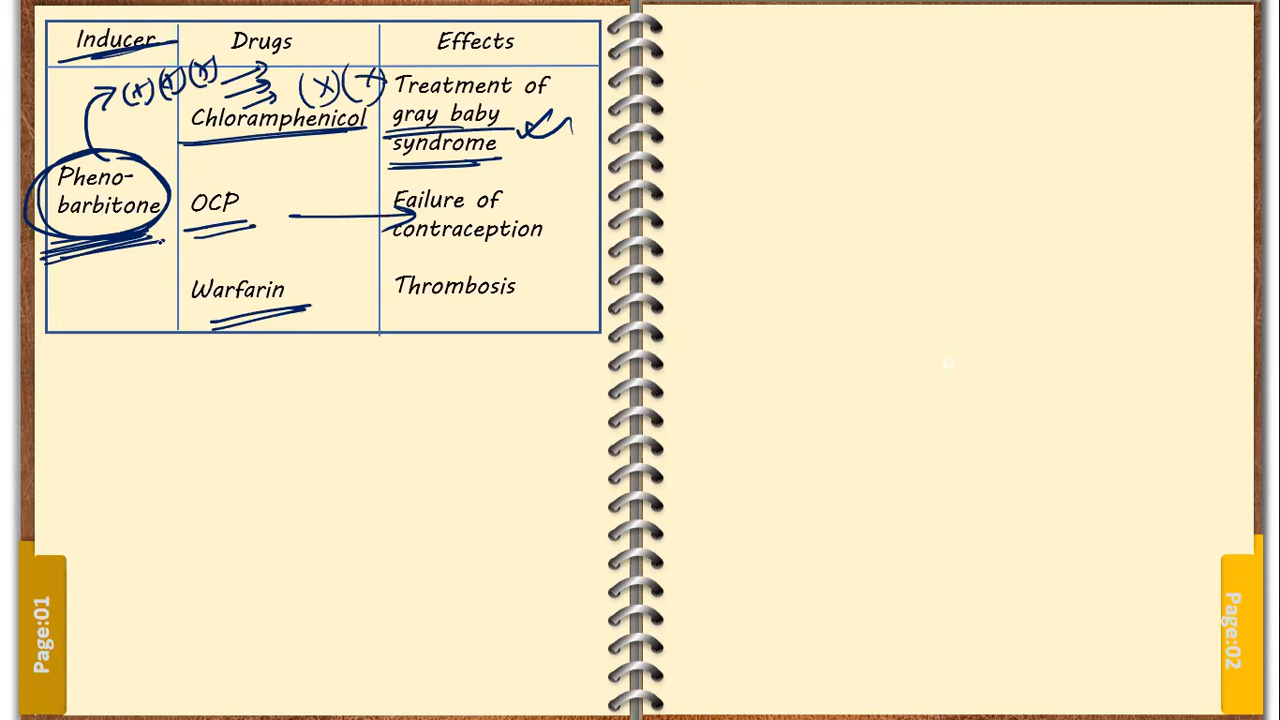 Inducer Drugs Effects
(x) (x) (x) (x) (x) Treatment of
Chloramphenicol gray baby
syndrome
Pheno-
barbitone OCP Failure of
contraception
Warfarin Thrombosis
Page:01
Page:02